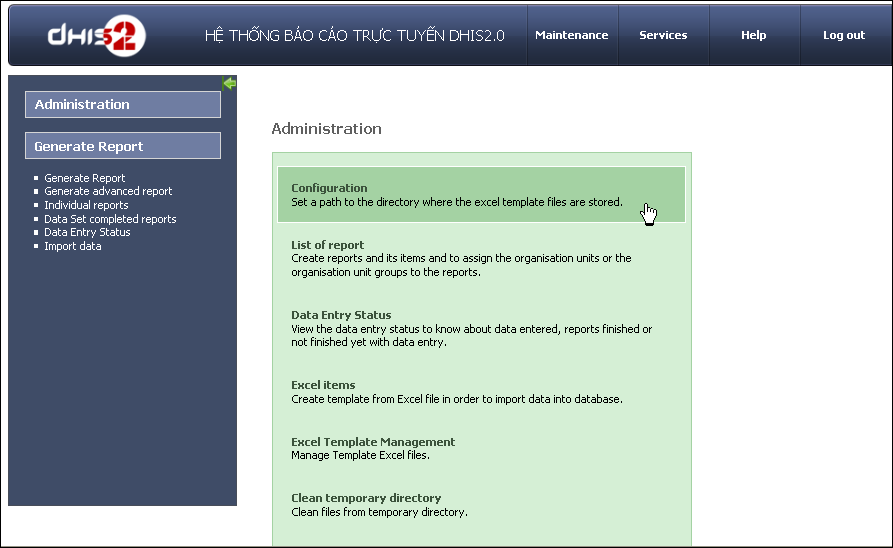 dhis2
HỆ THỐNG BÁO CÁO TRỰC TUYẾN DHIS2.0
Maintenance
Services
Help
Log out
Administration
Generate Report
Generate Report
Generate advanced report
Individual reports
Data Set completed reports
Data Entry Status
Import data
Administration
Configuration
Set a path to the directory where the excel template files are stored.
List of report
Create reports and its items and to assign the organisation units or the
organisation unit groups to the reports.
Data Entry Status
View the data entry status to know about data entered, reports finished or
not finished yet with data entry.
Excel items
Create template from Excel file in order to import data into database.
Excel Template Management
Manage Template Excel files.
Clean temporary directory
Clean files from temporary directory.